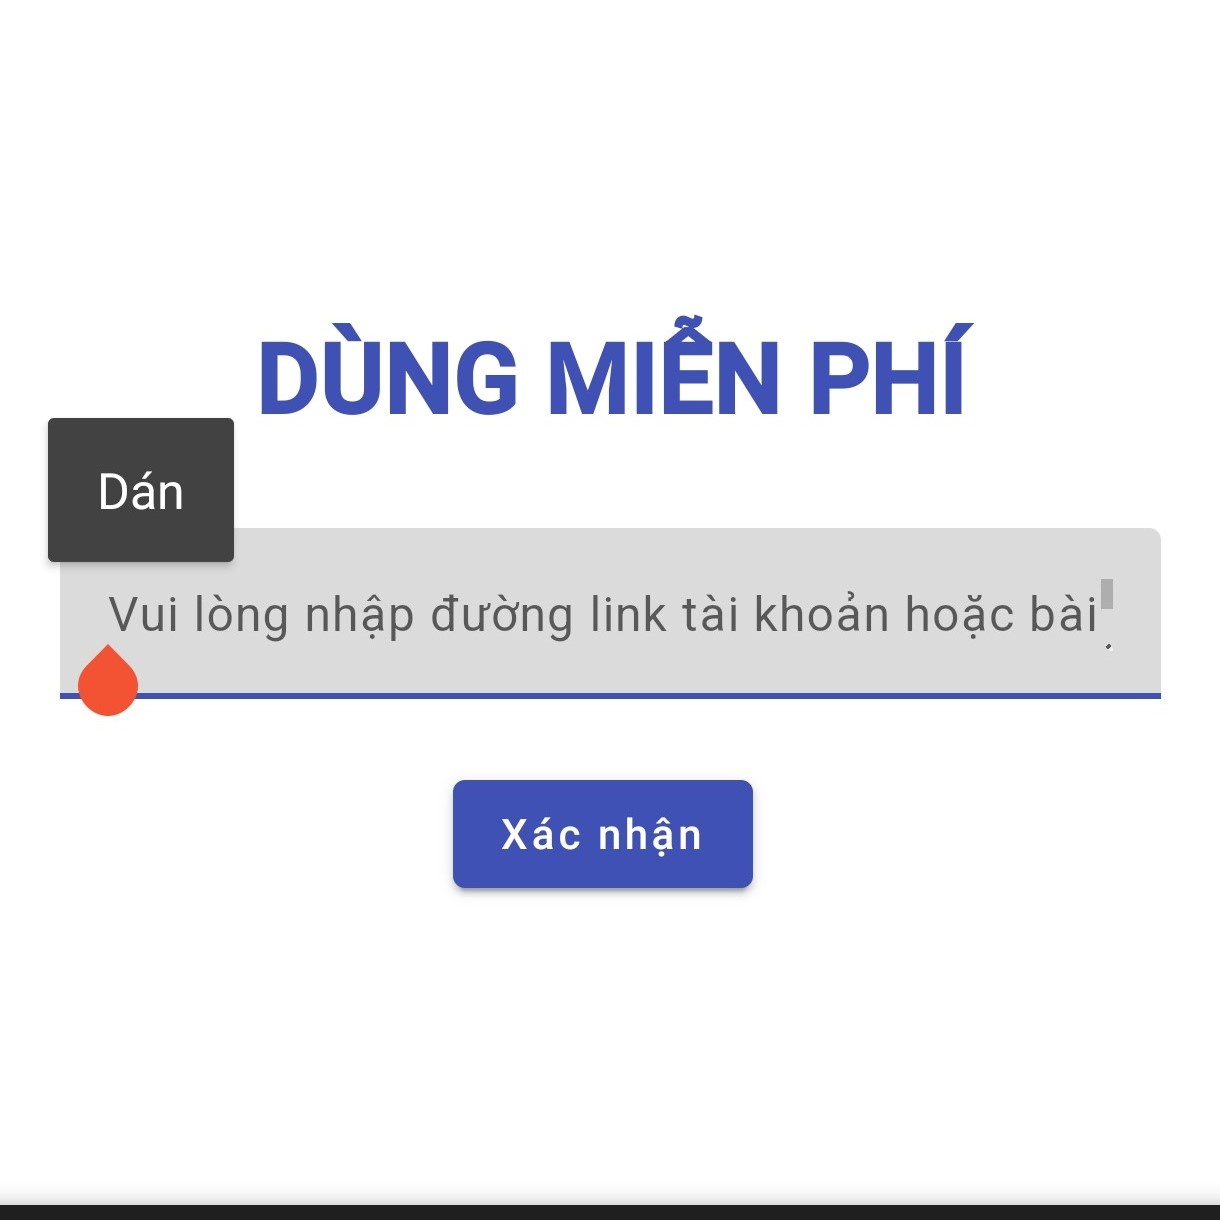 DÙNG MIỄN PHÍ
Dán
Vui lòng nhập đường link tài khoản hoặc bài
Xác nhận